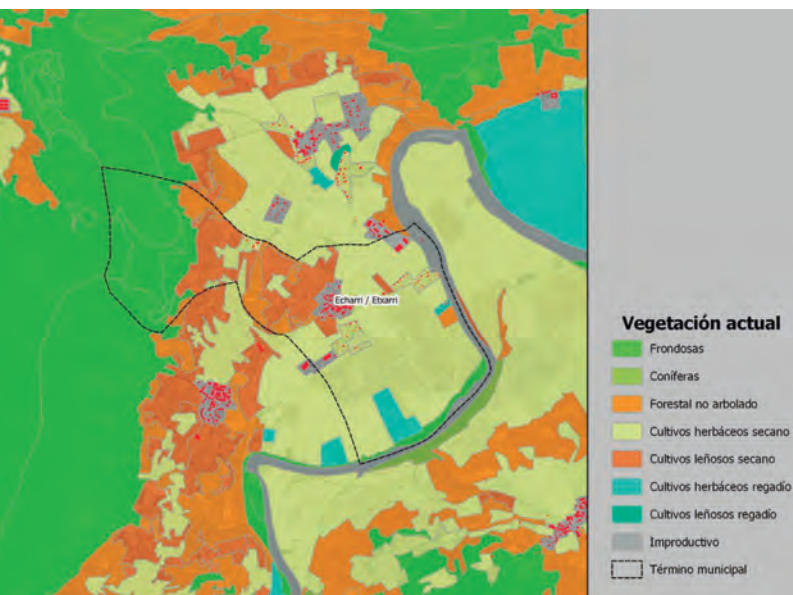 Echarri / Etxarri
Vegetación actual
Frondosas
Coníferas
Forestal no arbolado
Cultivos herbáceos secano
Cultivos leñosos secano
Cultivos herbáceos regadío
Cultivos leñosos regadío
Improductivo
Término municipal